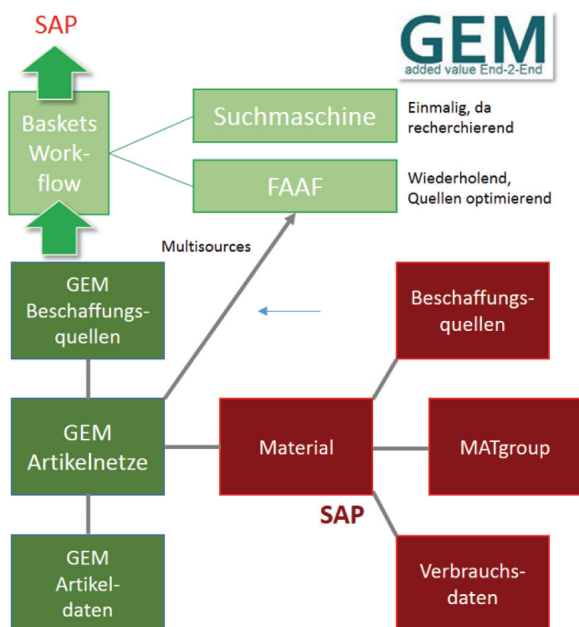 SAP
GEM
added value End-2-End
Baskets
Work-
flow
Suchmaschine
Einmalig, da
recherchierend
FAAF
Wiederholend,
Quellen optimierend
Multisources
GEM
Beschaffungs-
quellen
Beschaffungs-
quellen
GEM
Artikelnetze
Material
MATgroup
SAP
GEM
Artikel-
daten
Verbrauchs-
daten